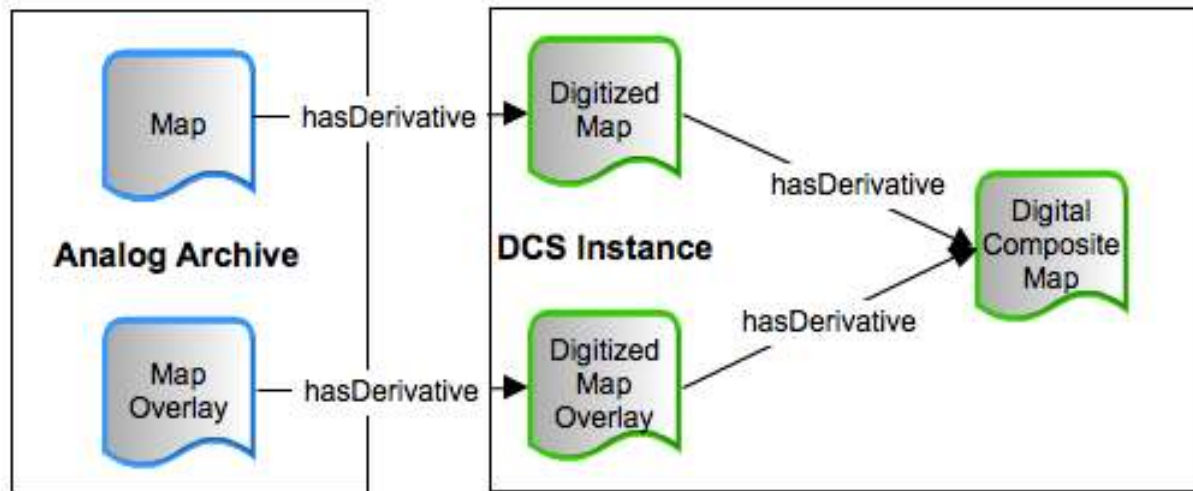 Map
hasDerivative
Digitized
Map
hasDerivative
Digital
Composite
Map
Analog Archive
DCS Instance
hasDerivative
Map
Overlay
hasDerivative
Digitized
Map
Overlay